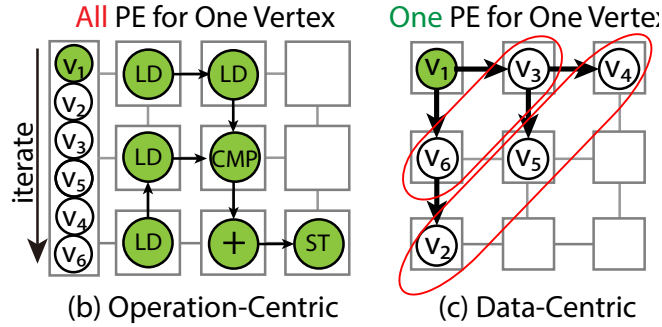 All PE for One Vertex
iterate
v1
v2
v3
v5
v4
v6
LD LD
LD CMP
LD + ST
(b) Operation-Centric
One PE for One Vertex
v1 v3 v4
v6 v5
v2
(c) Data-Centric